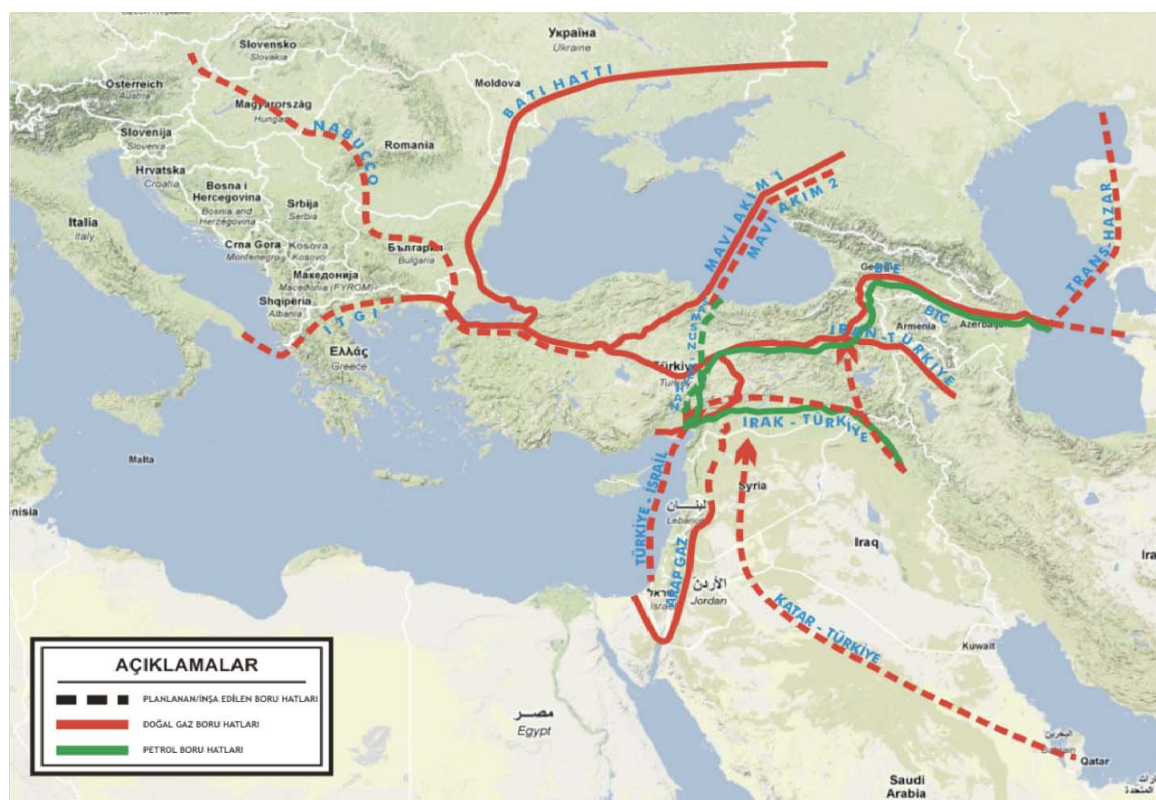 Slovensko
Slovakia
Україна
Ukraine
Österreich
Austria
Moldova
Magyarország
BATI HATTI
Slovenija
Slovenia
NABUCCO
Romania
Hrvatska
Croatia
Bosna i
Hercegovina
Bosnia and
Herzegovina
Srbija
Serbia
MAVİ AKIM 1
MAVİ AKIM 2
TRANS-HAZAR
Italia
Italy
Crna Gora
Montenegro
Kosova
Kosovo
България
Bulgaria
Македонија
Macedonia (FYROM)
Shqipëria
Albania
İTGİ
BTE
BTC
Armenia
İRAN-TÜRKİYE
Ελλάς
Greece
Türkiye
Turkey
IRAK - TÜRKİYE
Malta
Syria
لبنان
Lebanon
TÜRKİYE - İSRAİL
ARAP GAZ
Iraq
الأردن
Jordan
KATAR - TÜRKİYE
Kuwait
AÇIKLAMALAR
PLANLANAN/İNŞA EDİLEN BORU HATLARI
DOĞAL GAZ BORU HATLARI
PETROL BORU HATLARI
مصر
Egypt
البحرين
Bahrain
Qatar
Saudi
Arabia
المتحدة